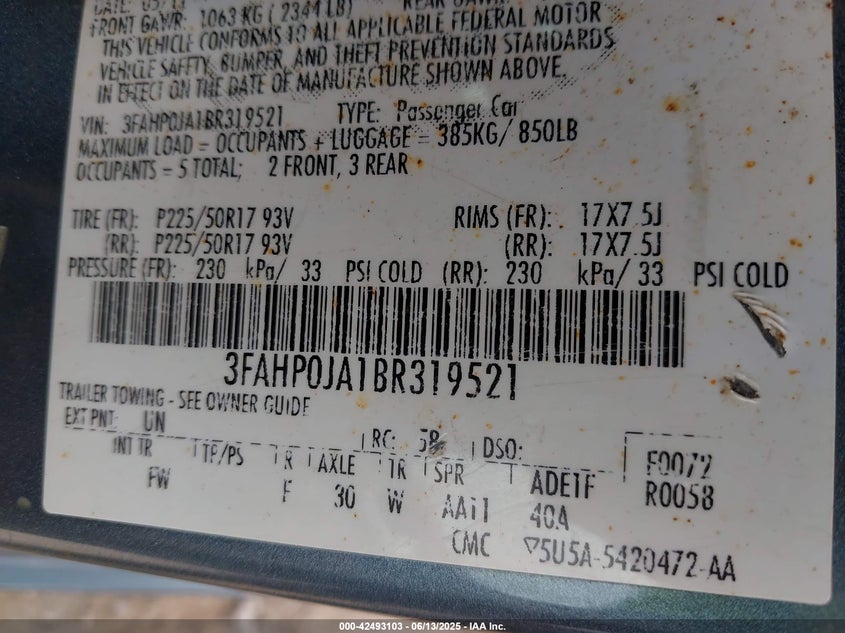 FRONT GAWR: 1063 KG ( 2344 LB)
THIS VEHICLE CONFORMS TO ALL APPLICABLE FEDERAL MOTOR
VEHICLE SAFETY, BUMPER, AND THEFT PREVENTION STANDARDS
IN EFFECT ON THE DATE OF MANUFACTURE SHOWN ABOVE.
VIN: 3FAHP0JA1BR319521 TYPE: Passenger Car
MAXIMUM LOAD = OCCUPANTS + LUGGAGE = 385KG/ 850LB
OCCUPANTS = 5 TOTAL; 2 FRONT, 3 REAR
TIRE (FR): P225/50R17 93V RIMS (FR): 17X7.5J
(RR): P225/50R17 93V (RR): 17X7.5J
PRESSURE (FR): 230 kPa/ 33 PSI COLD (RR): 230 kPa/ 33 PSI COLD
3FAHP0JA1BR319521
TRAILER TOWING - SEE OWNER GUIDE
EXT PNT: UN RC: 58 DSO: F0072
INT TR TP/PS R AXLE TR SPR R0058
FW F 30 W AA11 ADETF
40A
CMC ▽5U5A-5420472-AA
000-42493103 - 06/13/2025 - IAA Inc.